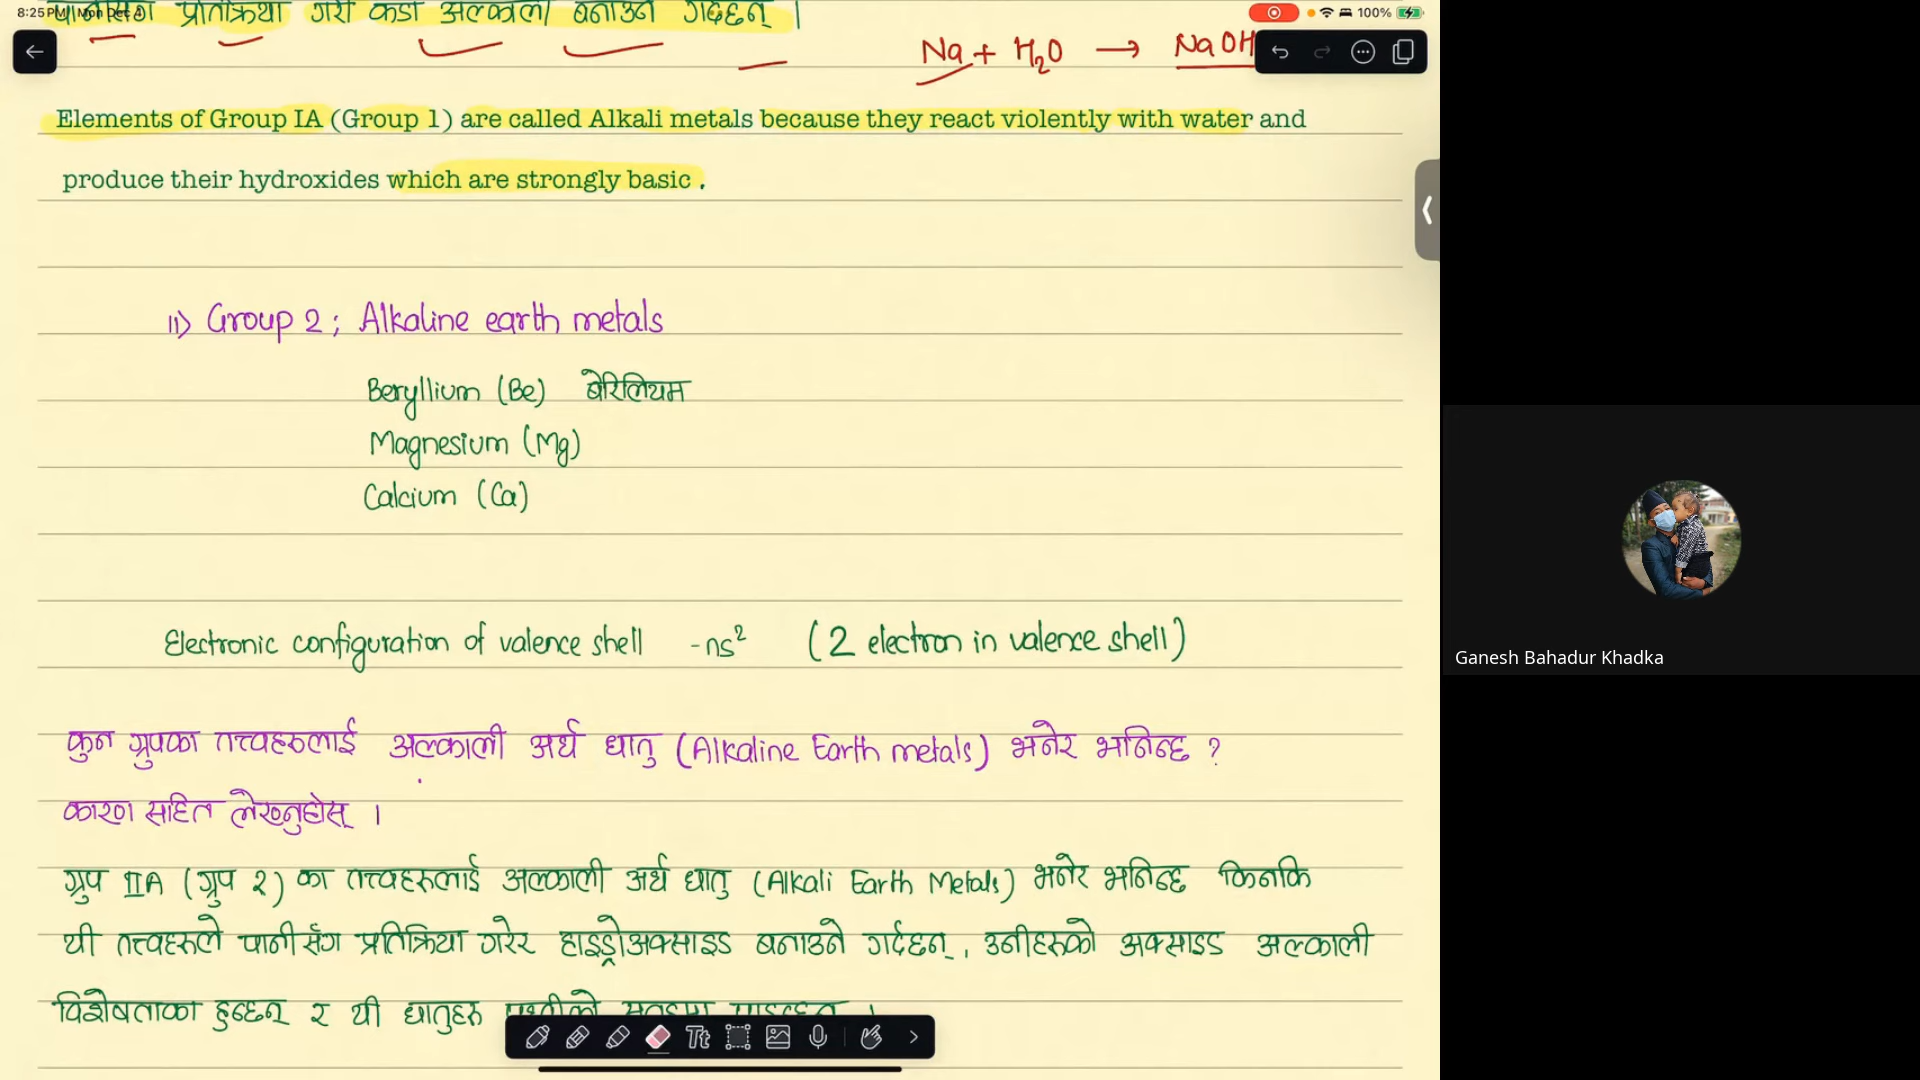 8:25 PM Mon Dec
100%
प्रतिक्रिया गरी कडा अल्काली बनाउने गर्दछन् ।
Na + H₂O → NaOH
Elements of Group IA (Group 1) are called Alkali metals because they react violently with water and
produce their hydroxides which are strongly basic .
ii) Group 2 ; Alkaline earth metals
Beryllium (Be) बेरिलियम
Magnesium (Mg)
Calcium (Ca)
Electronic configuration of valence shell - ns² (2 electron in valence shell)
कुन ग्रुपका तत्त्वहरुलाई अल्काली अर्थ धातु (Alkaline Earth metals) भनेर भनिन्छ ?
कारण सहित लेख्नुहोस् ।
ग्रुप IIA (ग्रुप 2) का तत्त्वहरुलाई अल्काली अर्थ धातु (Alkali Earth Metals) भनेर भनिन्छ किनकि
यी तत्त्वहरुले पानीसँग प्रतिक्रिया गरेर हाइड्रोअक्साइड बनाउने गर्दछन् , उनीहरुको अक्साइड अल्काली
विशेषताका हुन्छन् र यी धातुहरु
Tt
Ganesh Bahadur Khadka